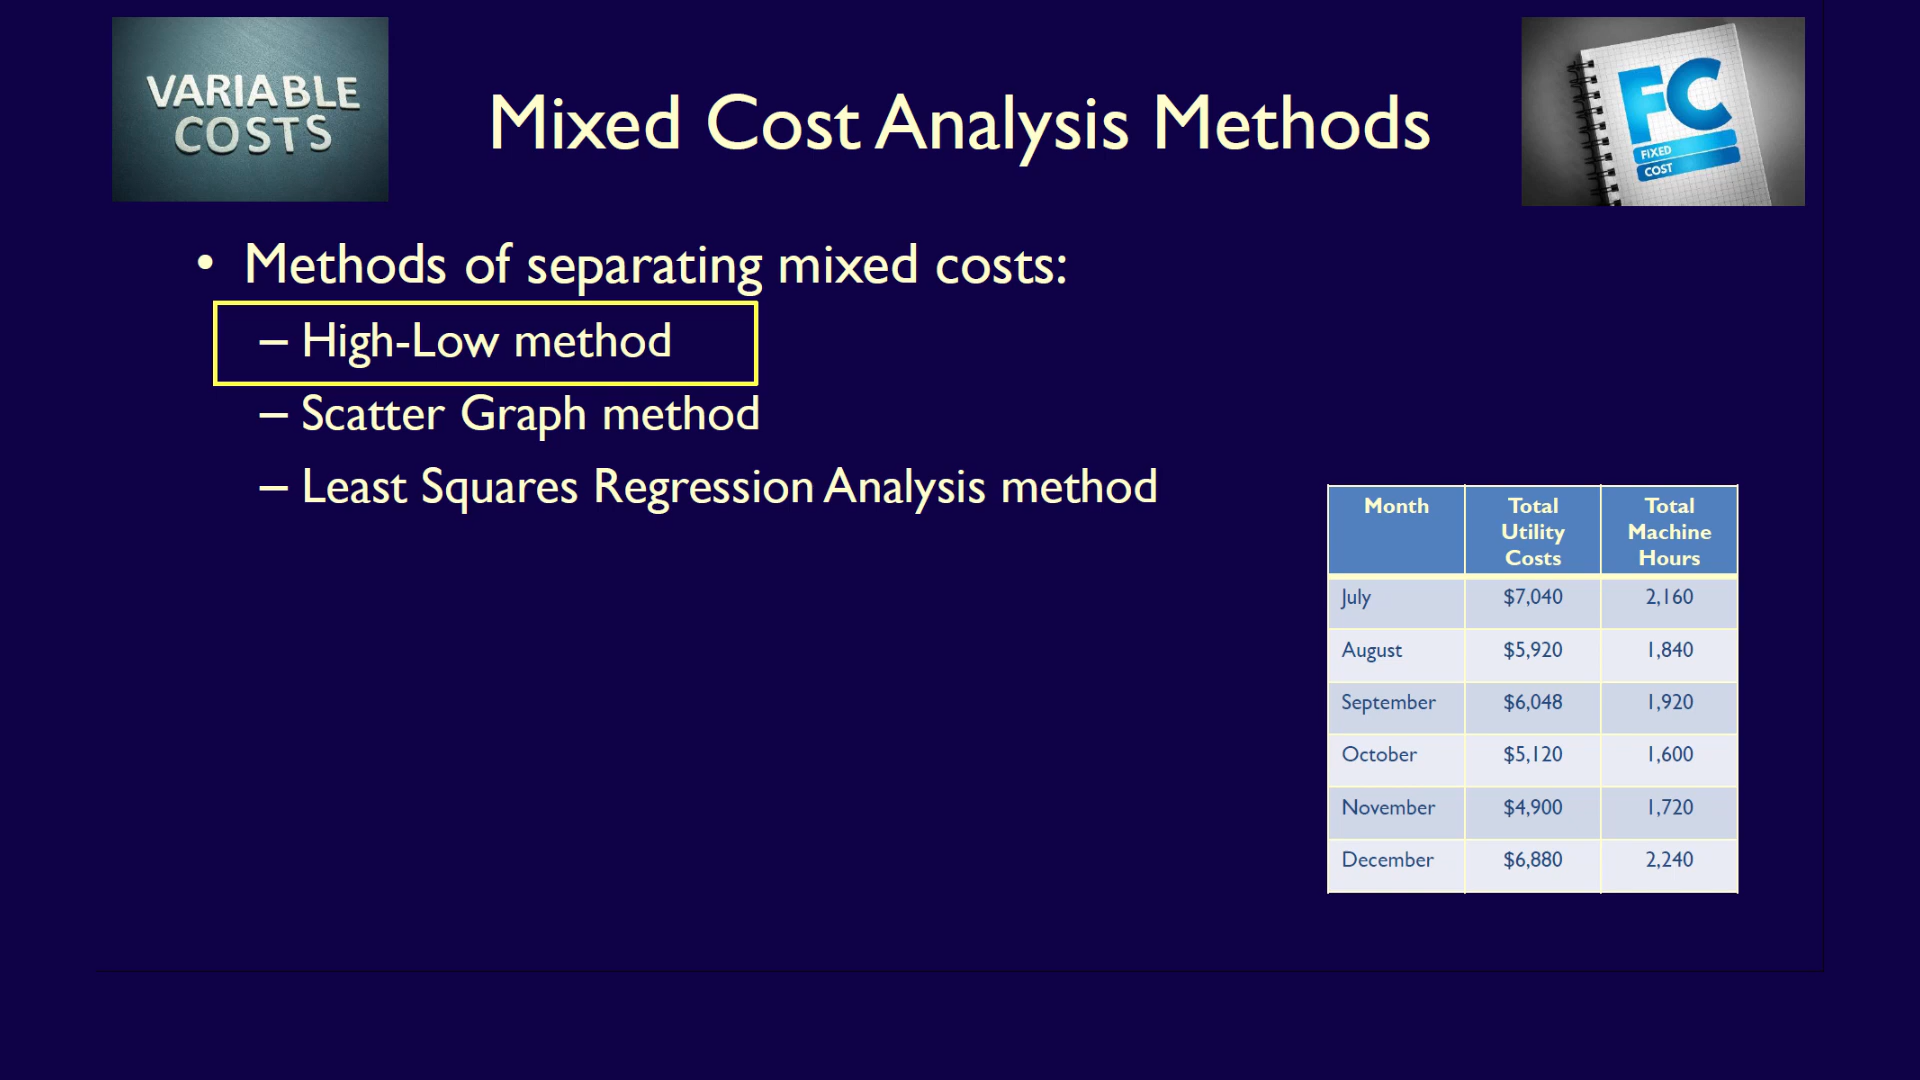 VARIABLE
COSTS
Mixed Cost Analysis Methods
FC
FIXED
COST
• Methods of separating mixed costs:
– High-Low method
– Scatter Graph method
– Least Squares Regression Analysis method
Month Total Utility Costs Total Machine Hours
July $7,040 2,160
August $5,920 1,840
September $6,048 1,920
October $5,120 1,600
November $4,900 1,720
December $6,880 2,240